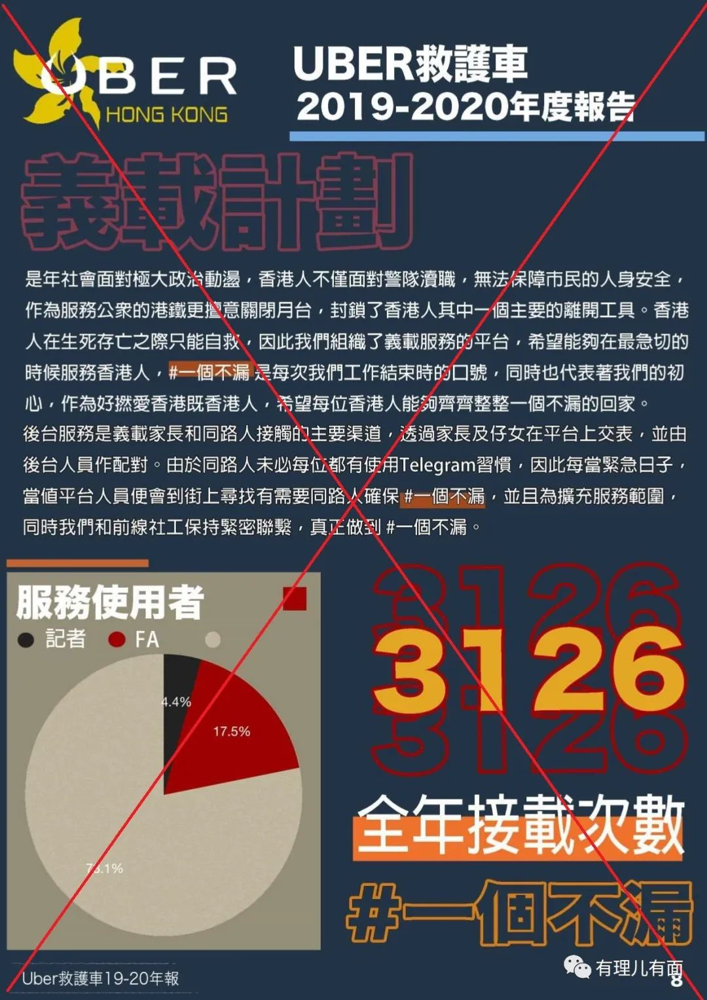 UBER
HONG KONG
UBER救護車
2019-2020年度報告
義載計劃
是年社會面對極大政治動盪，香港人不僅面對警隊瀆職，無法保障市民的人身安全，
作為服務公衆的港鐵更擅意關閉月台，封鎖了香港人其中一個主要的離開工具。香港
人在生死存亡之際只能自救，因此我們組織了義載服務的平台，希望能夠在最急切的
時候服務香港人，#一個不漏 是每次我們工作結束時的口號，同時也代表著我們的初
心，作為好撚愛香港既香港人，希望每位香港人能夠齊齊整整一個不漏的回家。
後台服務是義載家長和同路人接觸的主要渠道，透過家長及仔女在平台上交表，並由
後台人員作配對。由於同路人未必每位都有使用Telegram習慣，因此每當緊急日子，
當值平台人員便會到街上尋找有需要同路人確保 #一個不漏，並且為擴充服務範圍，
同時我們和前線社工保持緊密聯繫，真正做到 #一個不漏。
服務使用者
記者 FA
4.4%
17.5%
73.1%
3126
3126
3126
全年接載次數
#一個不漏
有理儿有面
Uber救護車19-20年報
8